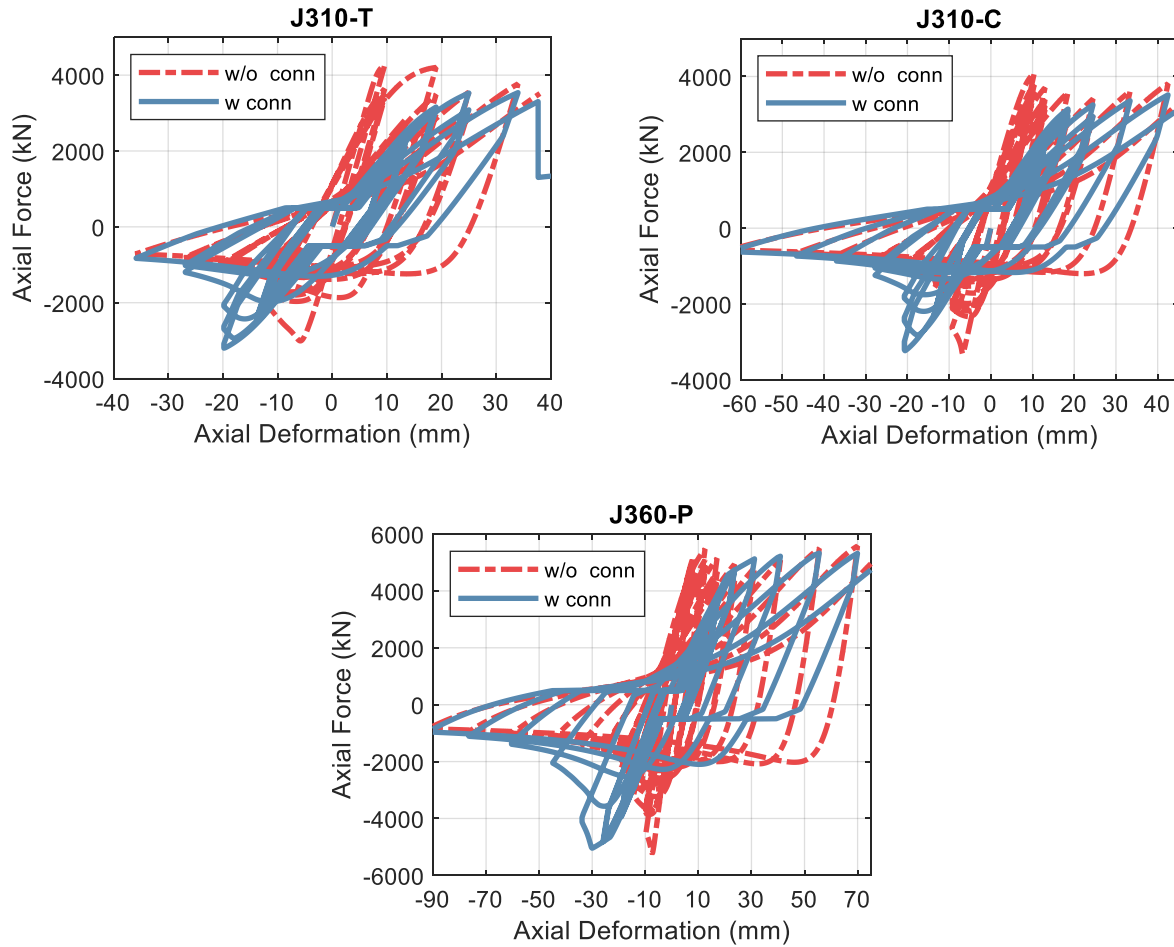 J310-T
w/o conn
w conn
4000
2000
0
-2000
-4000
Axial Force (kN)
-40 -30 -20 -10 0 10 20 30 40
Axial Deformation (mm)
J310-C
w/o conn
w conn
4000
2000
0
-2000
-4000
Axial Force (kN)
-60 -50 -40 -30 -20 -10 0 10 20 30 40
Axial Deformation (mm)
J360-P
w/o conn
w conn
6000
4000
2000
0
-2000
-4000
-6000
Axial Force (kN)
-90 -70 -50 -30 -10 10 30 50 70
Axial Deformation (mm)